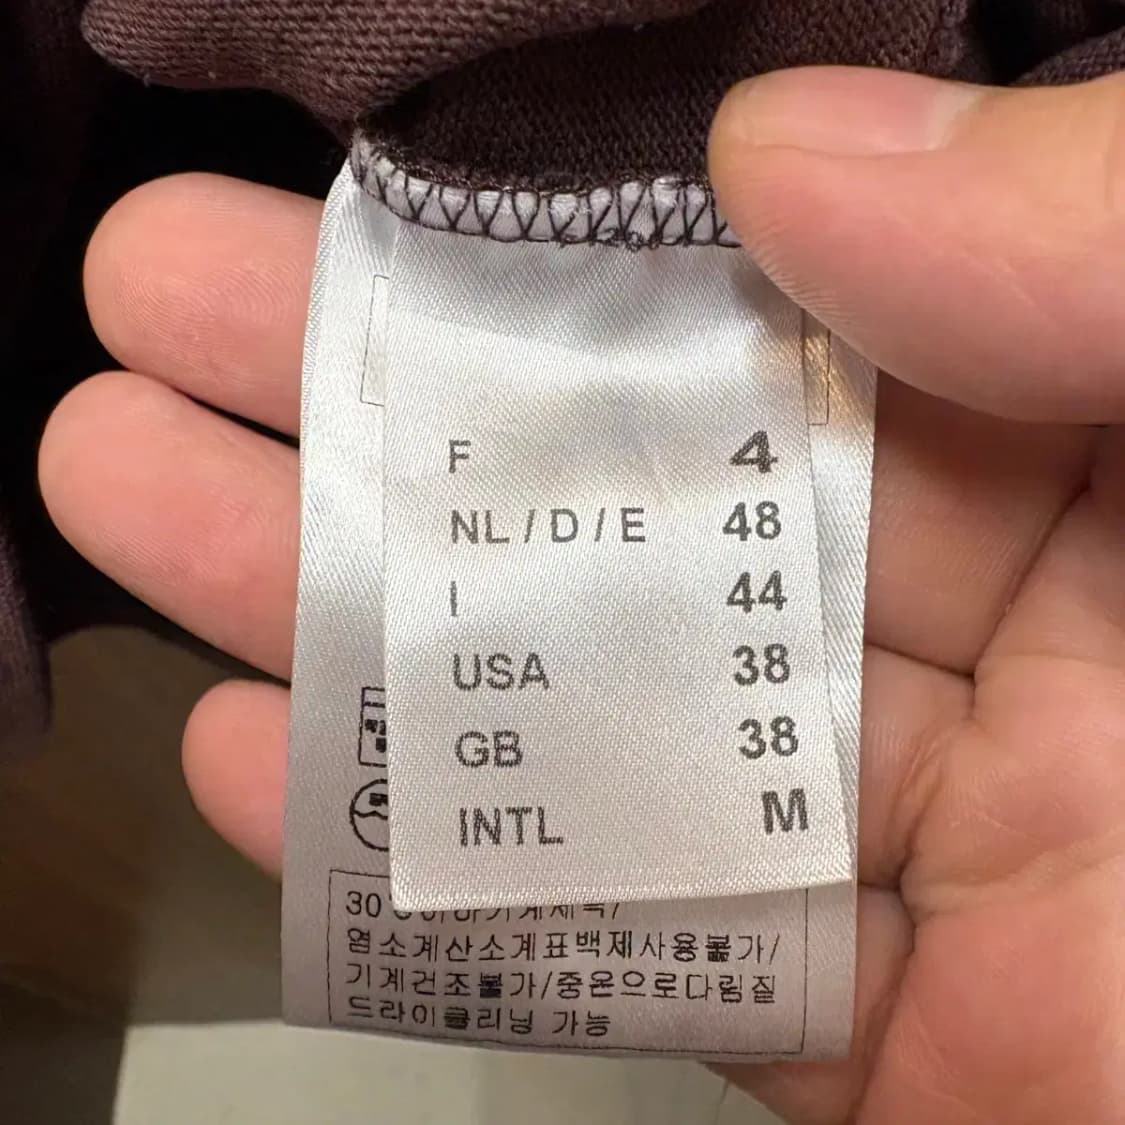 F 4
NL / D / E 48
I 44
USA 38
GB 38
INTL M
30
염소계산소계표백제사용불가/
기계건조불가/중온으로다림질
드라이클리닝 가능